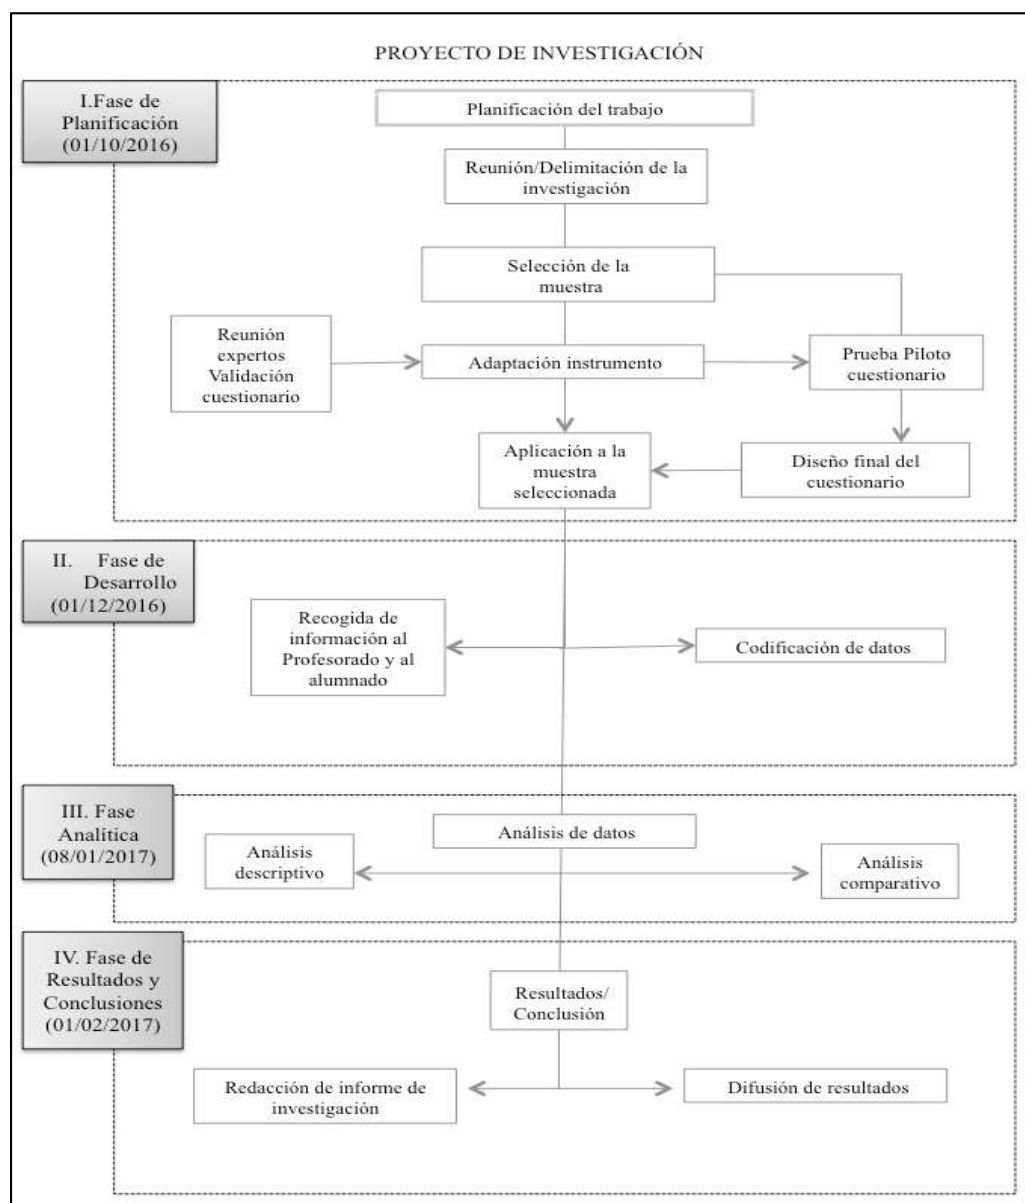 PROYECTO DE INVESTIGACIÓN
I.Fase de
Planificación
(01/10/2016)
Planificación del trabajo
Reunión/Delimitación de la
investigación
Selección de la
muestra
Reunión
expertos
Validación
cuestionario
Adaptación instrumento
Prueba Piloto
cuestionario
Aplicación a la
muestra
seleccionada
Diseño final del
cuestionario
II. Fase de
Desarrollo
(01/12/2016)
Recogida de
información al
Profesorado y al
alumnado
Codificación de datos
III. Fase
Analítica
(08/01/2017)
Análisis de datos
Análisis
descriptivo
Análisis
comparativo
IV. Fase de
Resultados y
Conclusiones
(01/02/2017)
Resultados/
Conclusión
Redacción de informe de
investigación
Difusión de resultados